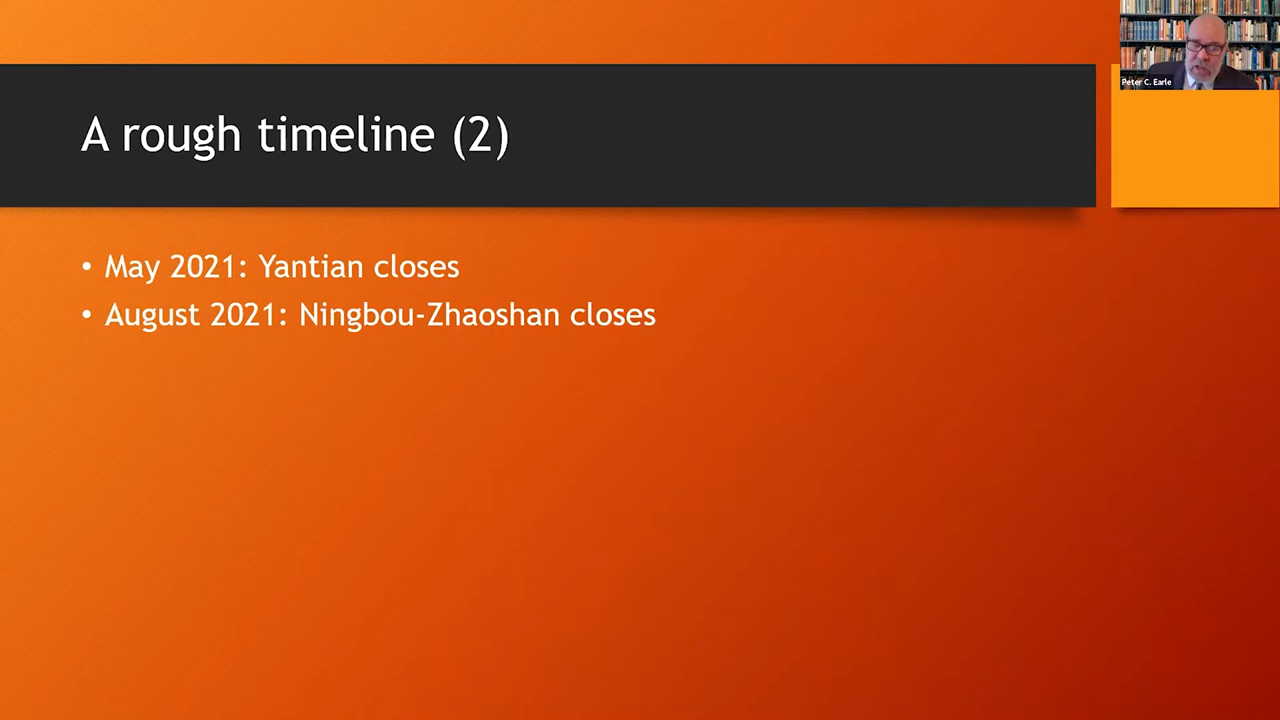 Peter C. Earle
A rough timeline (2)
• May 2021: Yantian closes
• August 2021: Ningbou-Zhaoshan closes